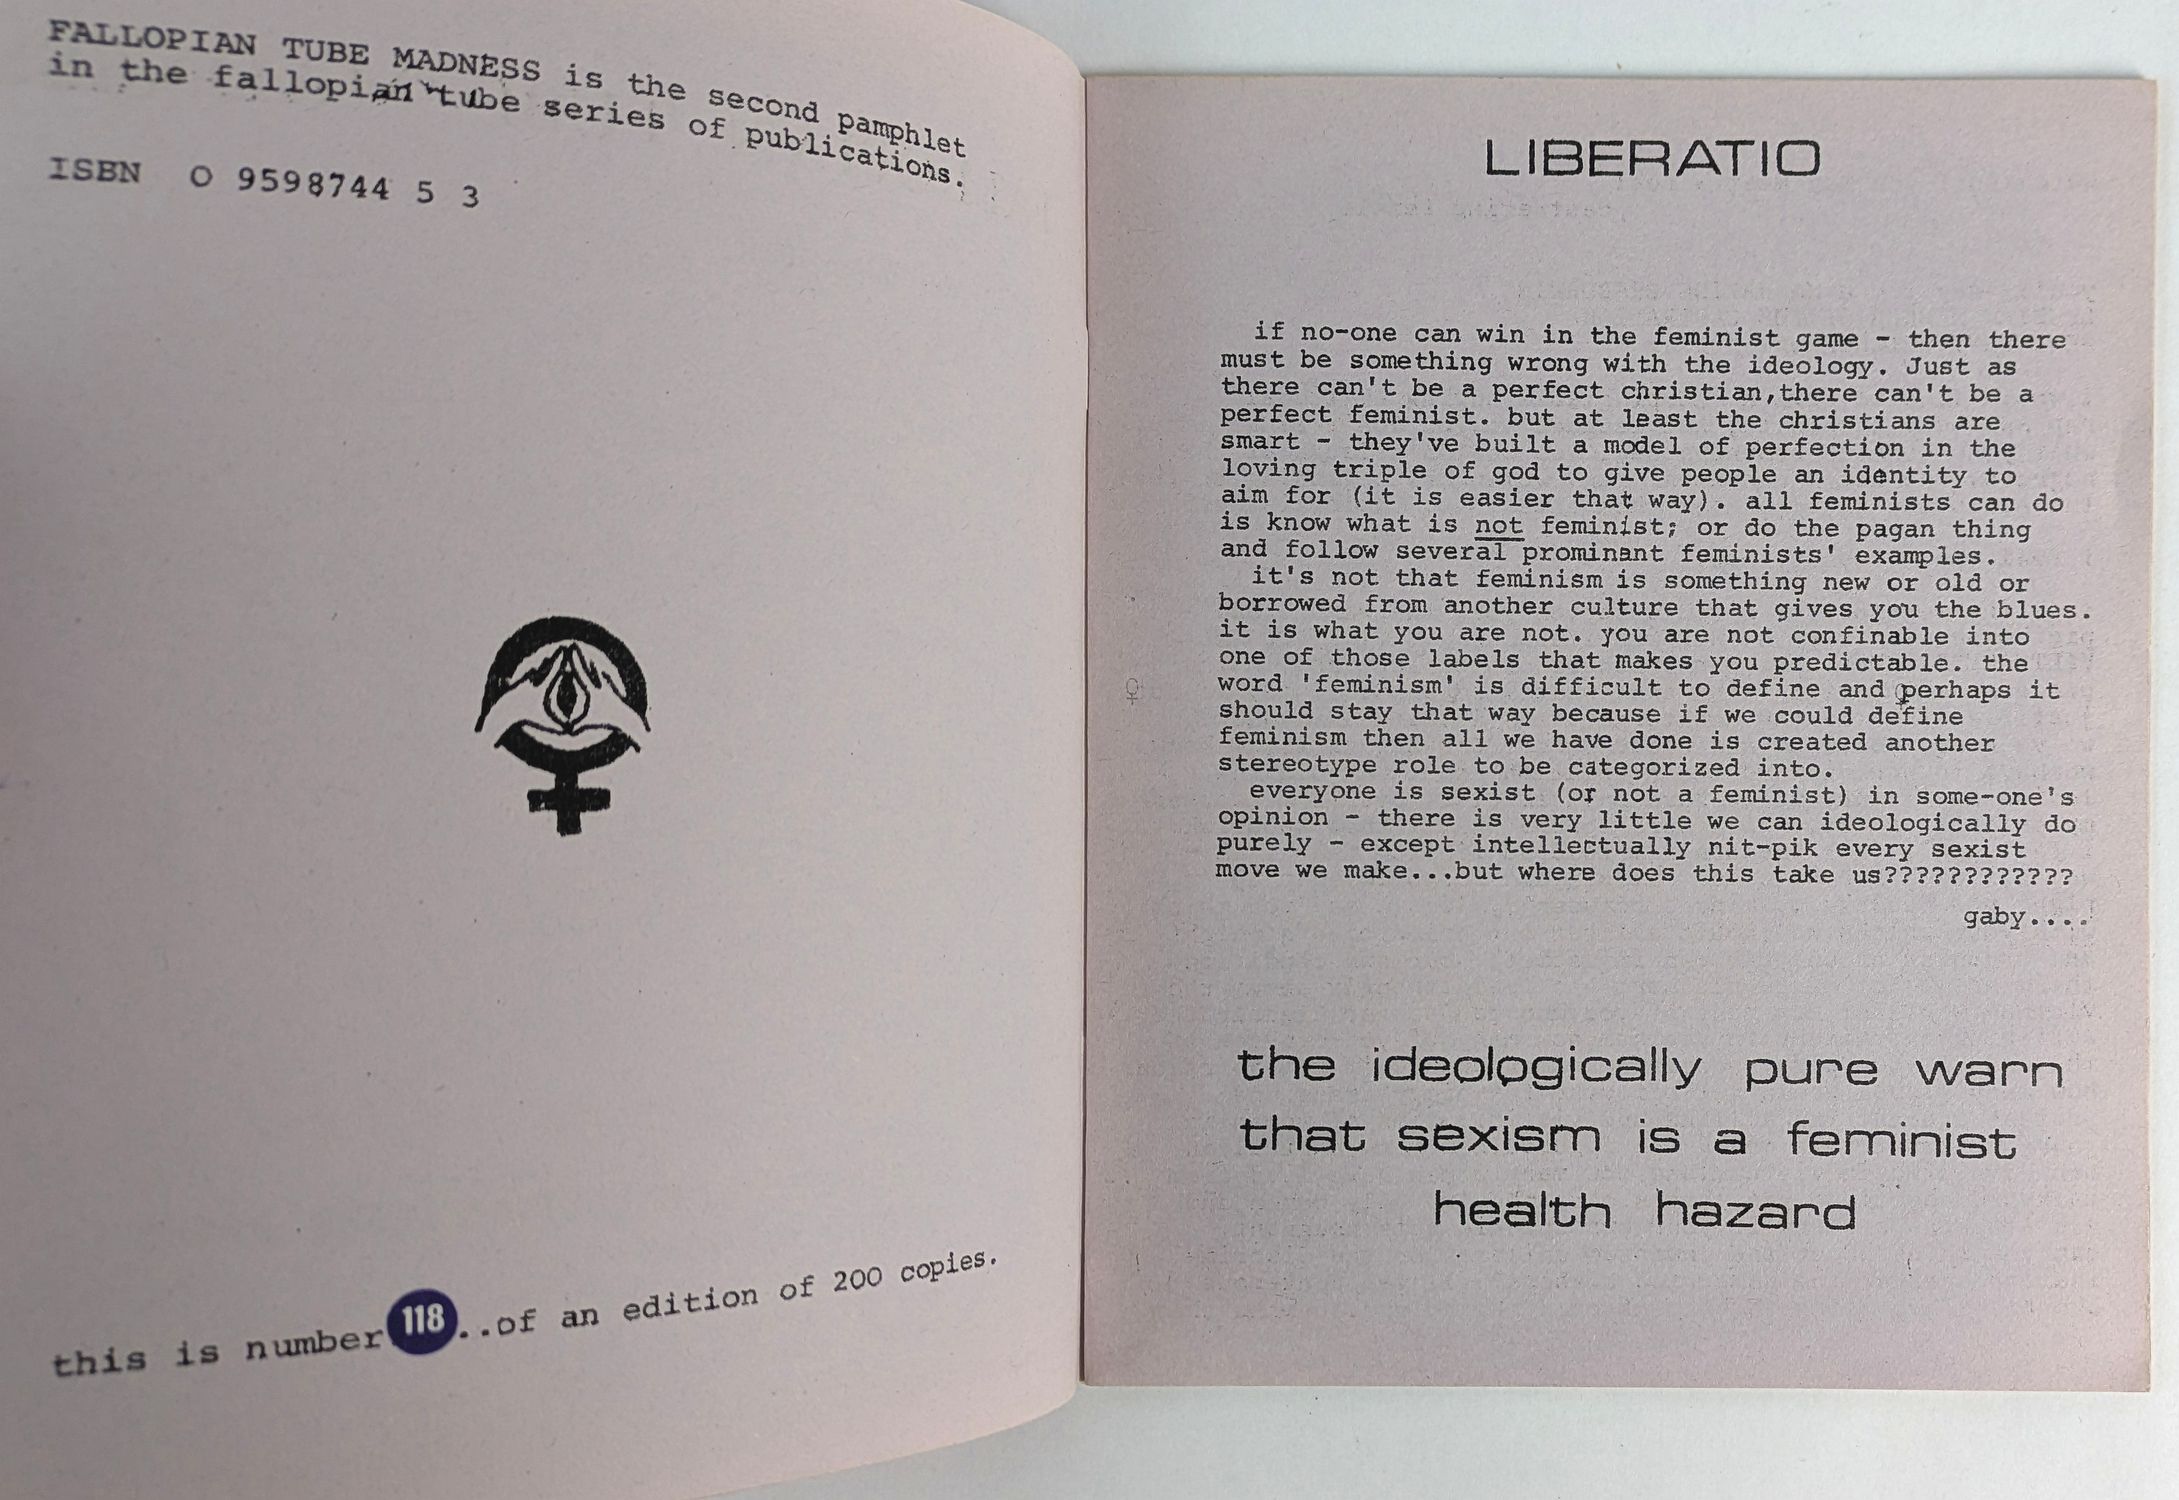 FALLOPIAN TUBE MADNESS is the second pamphlet
in the fallopian tube series of publications.
ISBN O 9598744 5 3
this is number 118 ..of an edition of 200 copies.
LIBERATIO
if no-one can win in the feminist game - then there
must be something wrong with the ideology. Just as
there can't be a perfect christian,there can't be a
perfect feminist. but at least the christians are
smart - they've built a model of perfection in the
loving triple of god to give people an identity to
aim for (it is easier that way). all feminists can do
is know what is not feminist; or do the pagan thing
and follow several prominant feminists' examples.
it's not that feminism is something new or old or
borrowed from another culture that gives you the blues.
it is what you are not. you are not confinable into
one of those labels that makes you predictable. the
word 'feminism' is difficult to define and perhaps it
should stay that way because if we could define
feminism then all we have done is created another
stereotype role to be categorized into.
everyone is sexist (or not a feminist) in some-one's
opinion - there is very little we can ideologically do
purely - except intellectually nit-pik every sexist
move we make...but where does this take us????????????
gaby....
the ideologically pure warn
that sexism is a feminist
health hazard